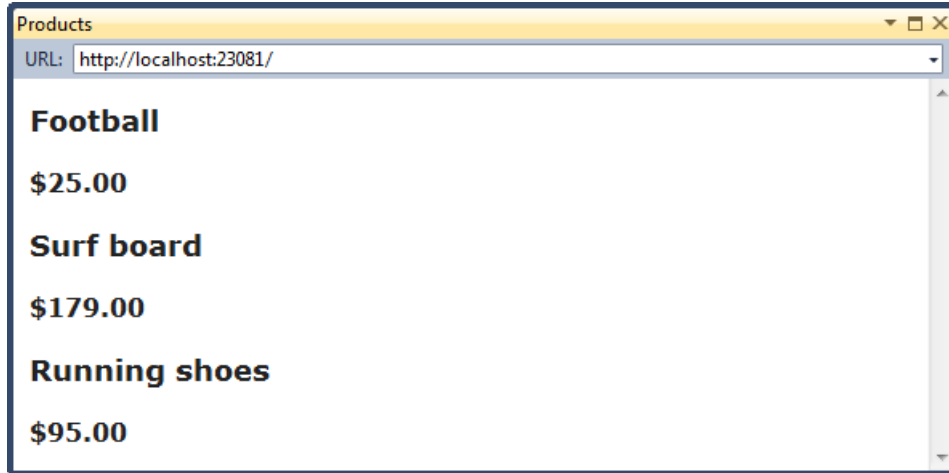 Products
URL: http://localhost:23081/
Football
$25.00
Surf board
$179.00
Running shoes
$95.00